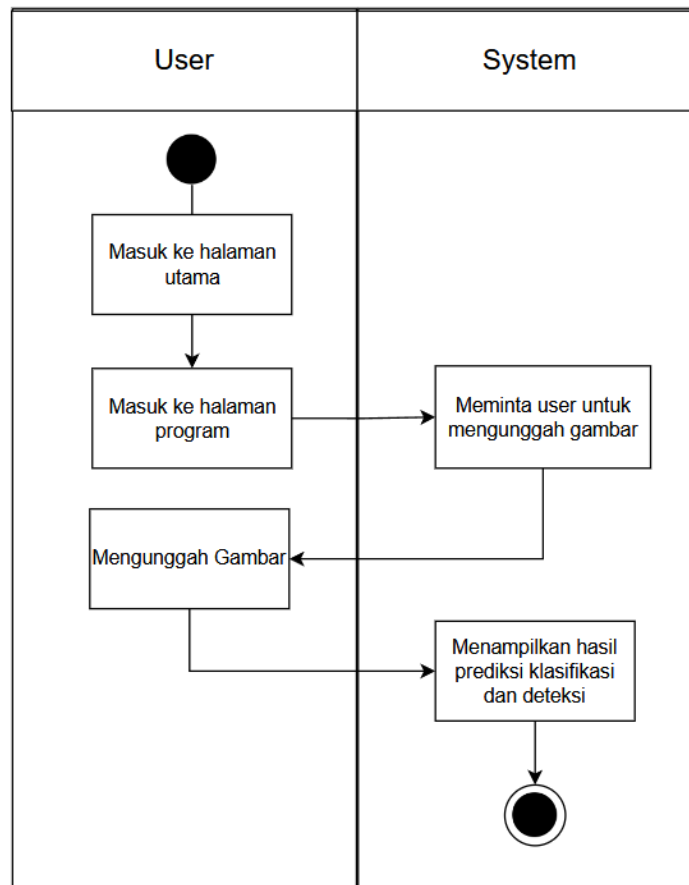 User
System
Masuk ke halaman
utama
Masuk ke halaman
program
Meminta user untuk
mengunggah gambar
Mengunggah Gambar
Menampilkan hasil
prediksi klasifikasi
dan deteksi